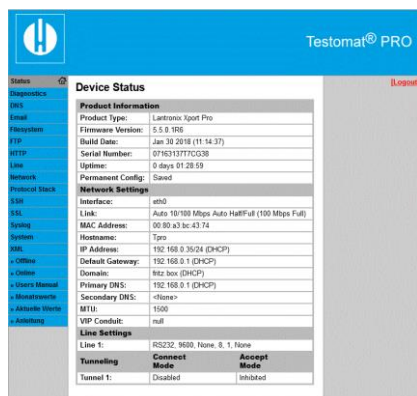 Testomat® PRO
[Logout]
Status
Diagnostics
DNS
Email
Filesystem
FTP
HTTP
Line
Network
Protocol Stack
SSH
SSL
Syslog
System
XML
» Offline
» Online
» Users Manual
» Monatswerte
» Aktuelle Werte
» Anleitung
Device Status
Product Information
Product Type: Lantronix Xport Pro
Firmware Version: 5.5.0.1R6
Build Date: Jan 30 2018 (11:14:37)
Serial Number: 07163137T7CG38
Uptime: 0 days 01:28:59
Permanent Config: Saved
Network Settings
Interface: eth0
Link: Auto 10/100 Mbps Auto Half/Full (100 Mbps Full)
MAC Address: 00:80:a3:bc:43:74
Hostname: Tpro
IP Address: 192.168.0.35/24 (DHCP)
Default Gateway: 192.168.0.1 (DHCP)
Domain: fritz.box (DHCP)
Primary DNS: 192.168.0.1 (DHCP)
Secondary DNS: <None>
MTU: 1500
VIP Conduit: null
Line Settings
Line 1: RS232, 9600, None, 8, 1, None
Tunneling Connect Mode Accept Mode
Tunnel 1: Disabled Inhibited